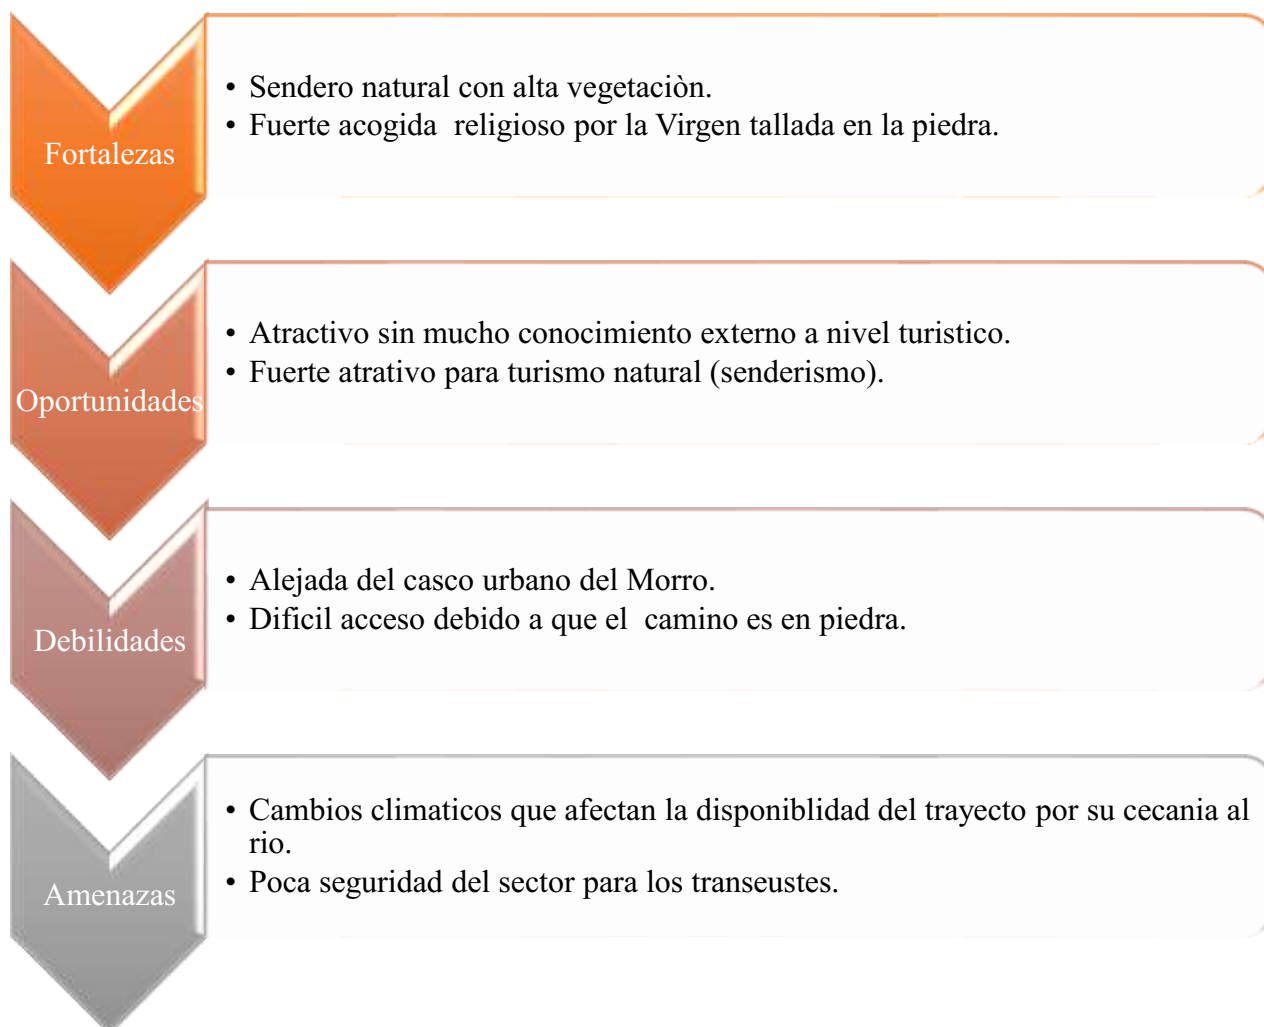 Fortalezas
• Sendero natural con alta vegetaciòn.
• Fuerte acogida  religioso por la Virgen tallada en la piedra.
Oportunidades
• Atractivo sin mucho conocimiento externo a nivel turistico.
• Fuerte atrativo para turismo natural (senderismo).
Debilidades
• Alejada del casco urbano del Morro.
• Dificil acceso debido a que el  camino es en piedra.
Amenazas
• Cambios climaticos que afectan la disponiblidad del trayecto por su cecania al
rio.
• Poca seguridad del sector para los transeustes.